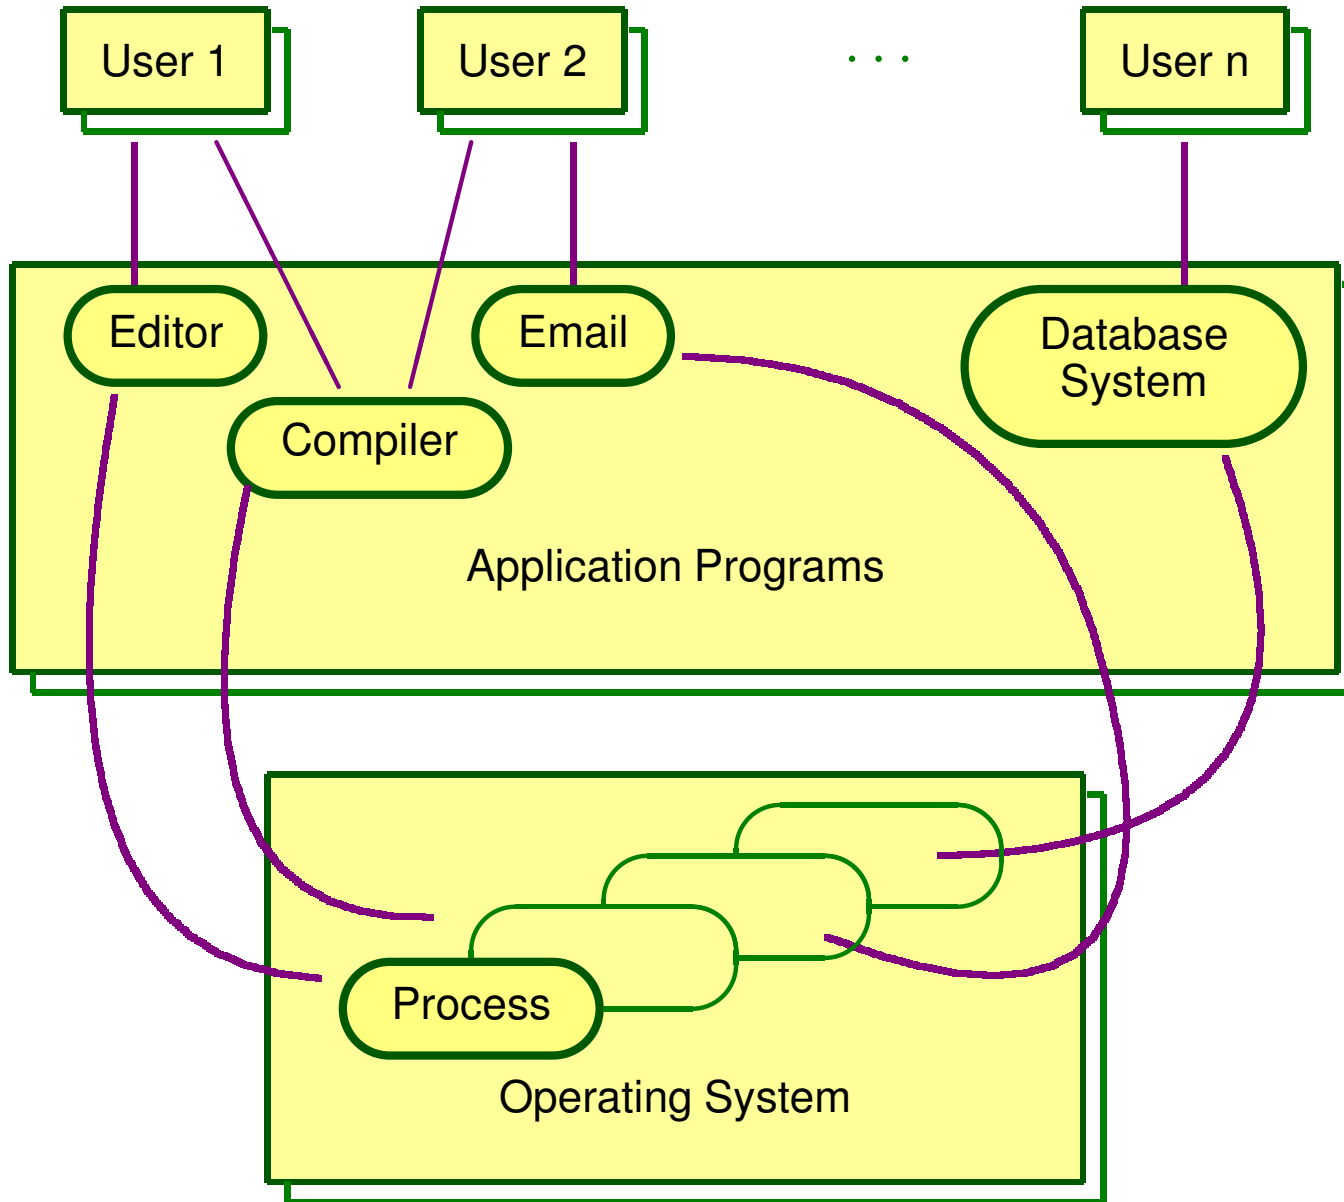 User 1
User 2
. . .
User n
Editor
Email
Database
System
Compiler
Application Programs
Process
Operating System